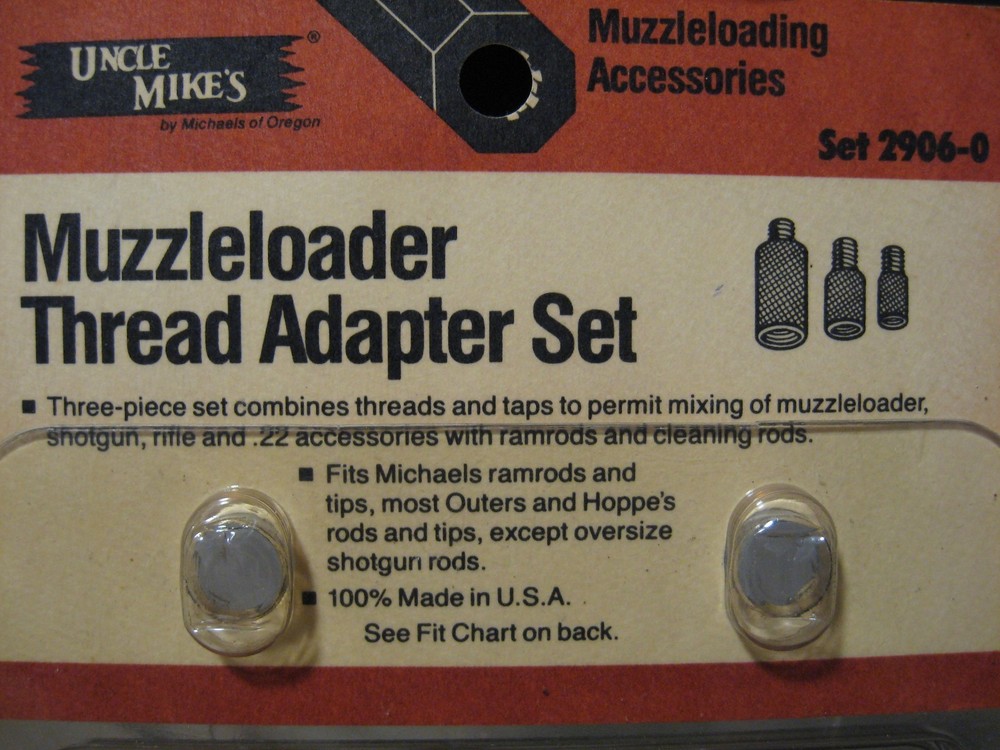 UNCLE
MIKE'S®
by Michaels of Oregon
Muzzleloading
Accessories
Set 2906-0
Muzzleloader
Thread Adapter Set
■ Three-piece set combines threads and taps to permit mixing of muzzleloader,
shotgun, rifle and .22 accessories with ramrods and cleaning rods.
■ Fits Michaels ramrods and
tips, most Outers and Hoppe's
rods and tips, except oversize
shotgun rods.
■ 100% Made in U.S.A.
See Fit Chart on back.